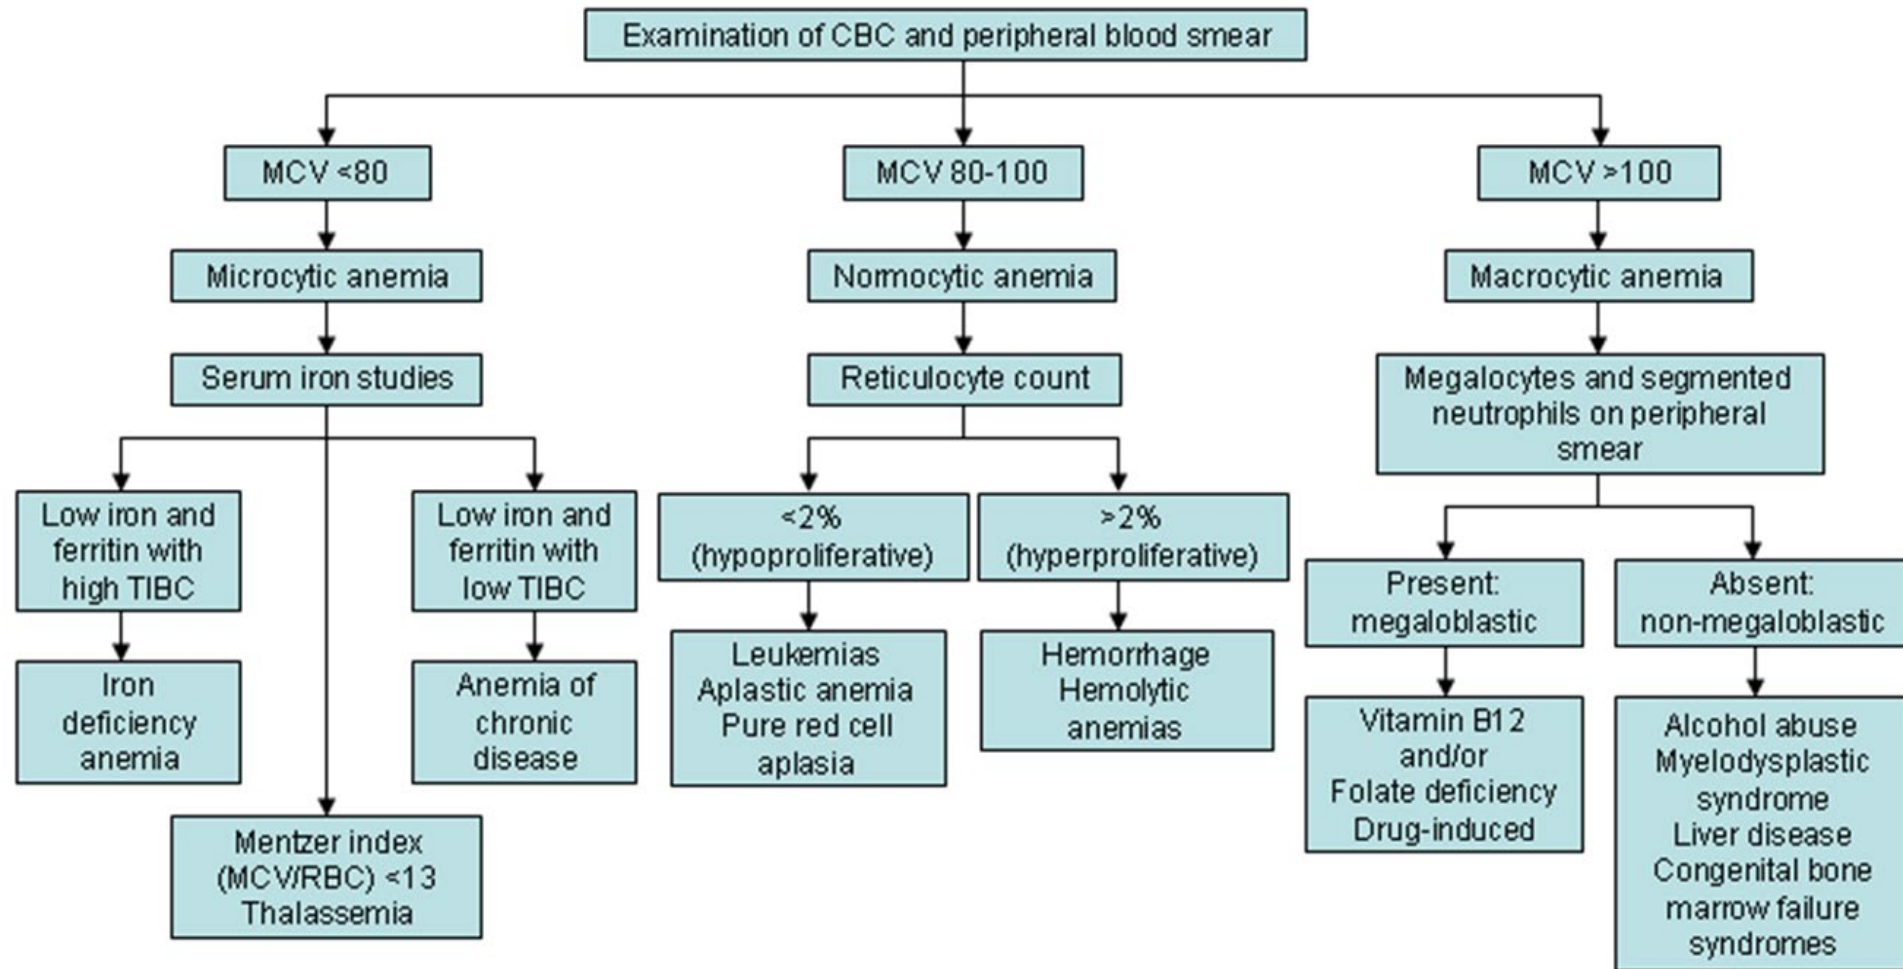 Examination of CBC and peripheral blood smear
MCV <80
MCV 80-100
MCV >100
Microcytic anemia
Normocytic anemia
Macrocytic anemia
Serum iron studies
Reticulocyte count
Megalocytes and segmented
neutrophils on peripheral
smear
Low iron and
ferritin with
high TIBC
Low iron and
ferritin with
low TIBC
<2%
(hypoproliferative)
>2%
(hyperproliferative)
Present:
megaloblastic
Absent:
non-megaloblastic
Iron
deficiency
anemia
Anemia of
chronic
disease
Leukemias
Aplastic anemia
Pure red cell
aplasia
Hemorrhage
Hemolytic
anemias
Vitamin B12
and/or
Folate deficiency
Drug-induced
Alcohol abuse
Myelodysplastic
syndrome
Liver disease
Congenital bone
marrow failure
syndromes
Mentzer index
(MCV/RBC) <13
Thalassemia